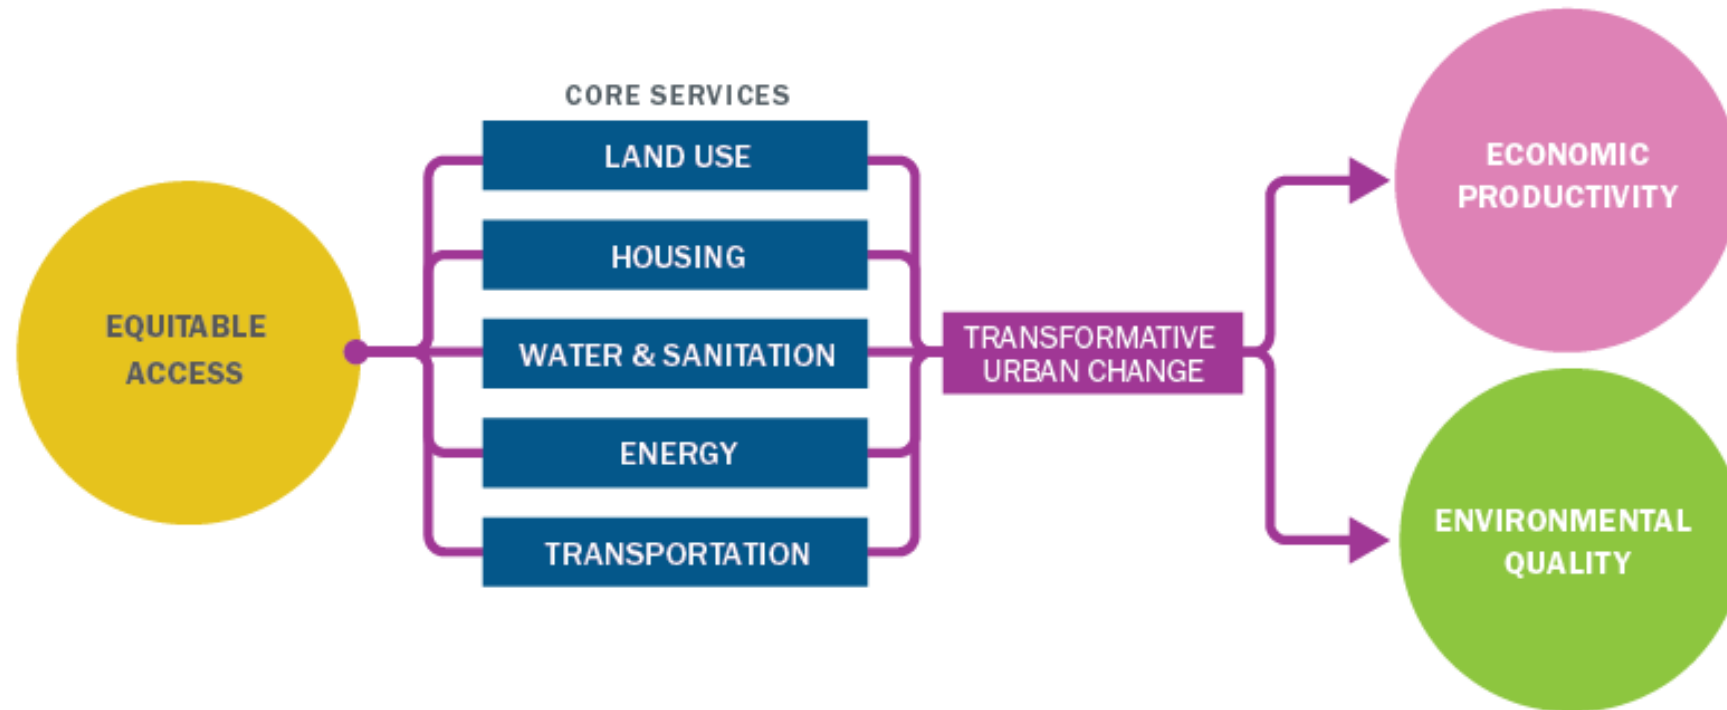 EQUITABLE
ACCESS
CORE SERVICES
LAND USE
HOUSING
WATER & SANITATION
ENERGY
TRANSPORTATION
TRANSFORMATIVE
URBAN CHANGE
ECONOMIC
PRODUCTIVITY
ENVIRONMENTAL
QUALITY